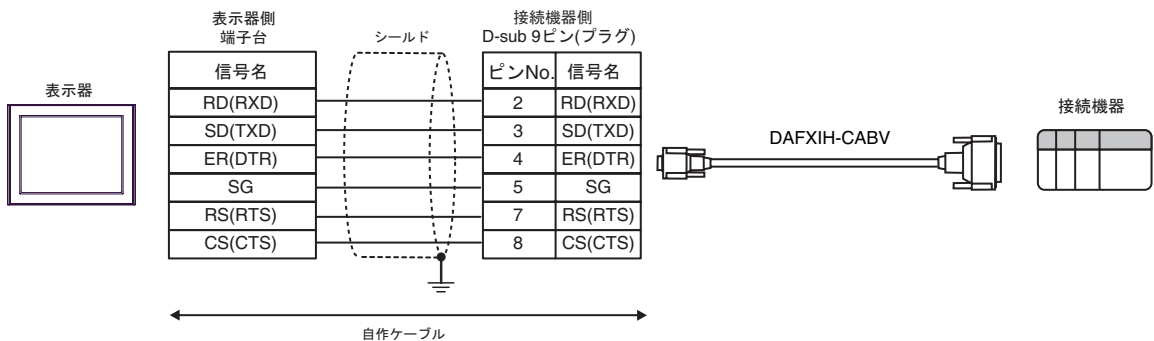 表示器
表示器側
端子台
シールド
接続機器側
D-sub 9ピン(プラグ)
信号名 ピンNo. 信号名
RD(RXD) 2 RD(RXD)
SD(TXD) 3 SD(TXD)
ER(DTR) 4 ER(DTR)
SG 5 SG
RS(RTS) 7 RS(RTS)
CS(CTS) 8 CS(CTS)
自作ケーブル
DAFXIH-CABV
接続機器